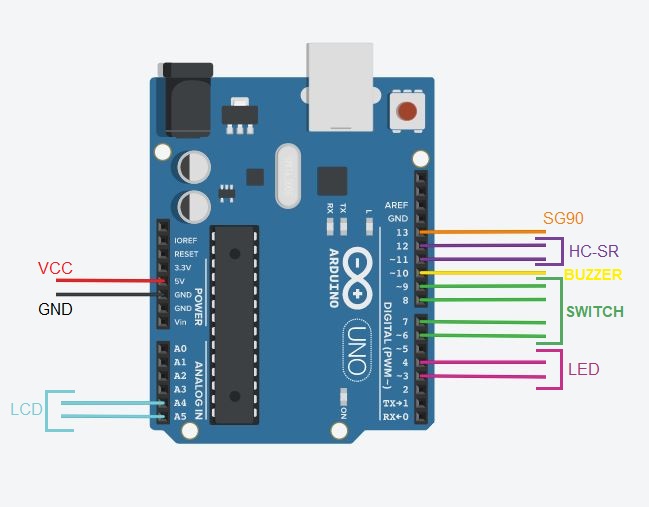 AREF
GND
SG90
13
12
HC-SR
~11
~10
BUZZER
~9
8
SWITCH
7
~6
~5
4
LED
~3
2
TX→1
RX←0
RX
TX
L
ARDUINO
UNO
DIGITAL (PWM~)
ON
IOREF
RESET
3.3V
5V
GND
GND
Vin
POWER
VCC
GND
A0
A1
A2
A3
A4
A5
ANALOG IN
LCD